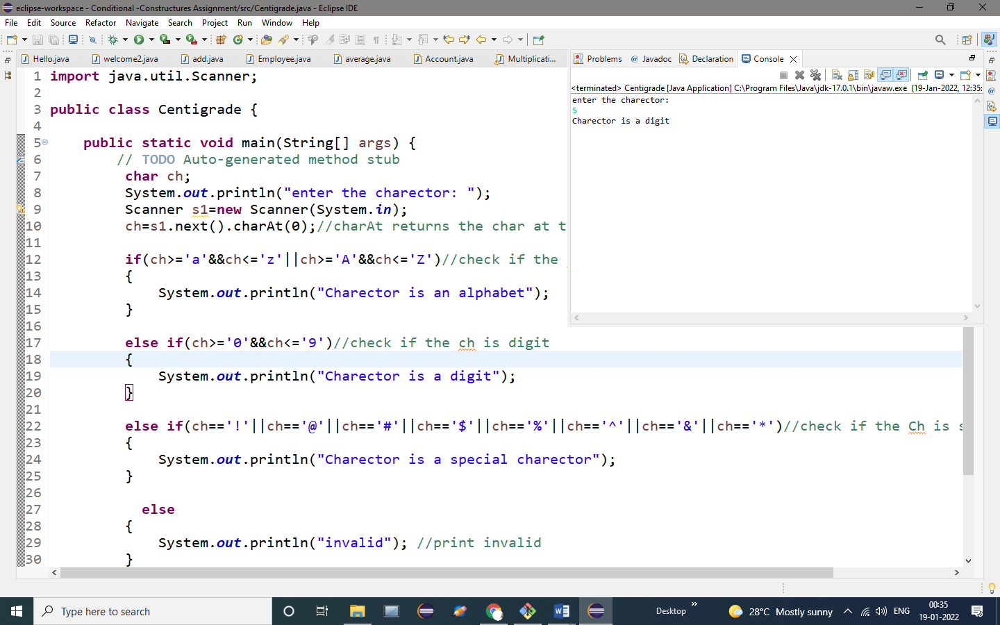 eclipse-workspace - Conditional -Constructures Assignment/src/Centigrade.java - Eclipse IDE
File Edit Source Refactor Navigate Search Project Run Window Help
Hello.java welcome2.java add.java Employee.java average.java Account.java Multiplicati...
1 import java.util.Scanner;
2
3 public class Centigrade {
4
5 public static void main(String[] args) {
6 // TODO Auto-generated method stub
7 char ch;
8 System.out.println("enter the charector: ");
9 Scanner s1=new Scanner(System.in);
10 ch=s1.next().charAt(0);//charAt returns the char at t
11
12 if(ch>='a'&&ch<='z'||ch>='A'&&ch<='Z')//check if the
13 {
14 System.out.println("Charector is an alphabet");
15 }
16
17 else if(ch>='0'&&ch<='9')//check if the ch is digit
18 {
19 System.out.println("Charector is a digit");
20 }
21
22 else if(ch=='!'||ch=='@'||ch=='#'||ch=='$'||ch=='%'||ch=='^'||ch=='&'||ch=='*')//check if the Ch is s
23 {
24 System.out.println("Charector is a special charector");
25 }
26
27 else
28 {
29 System.out.println("invalid"); //print invalid
30 }
Problems @ Javadoc Declaration Console
<terminated> Centigrade [Java Application] C:\Program Files\Java\jdk-17.0.1\bin\javaw.exe (19-Jan-2022, 12:35:
enter the charector:
5
Charector is a digit
Type here to search
Desktop
28°C Mostly sunny
ENG
00:35
19-01-2022